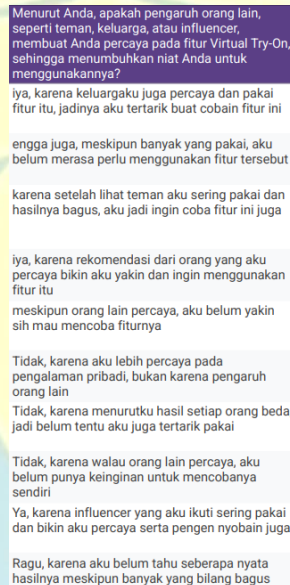 Menurut Anda, apakah pengaruh orang lain,
seperti teman, keluarga, atau influencer,
membuat Anda percaya pada fitur Virtual Try-On,
sehingga menumbuhkan niat Anda untuk
menggunakannya?
iya, karena keluargaku juga percaya dan pakai
fitur itu, jadinya aku tertarik buat cobain fitur ini
engga juga, meskipun banyak yang pakai, aku
belum merasa perlu menggunakan fitur tersebut
karena setelah lihat teman aku sering pakai dan
hasilnya bagus, aku jadi ingin coba fitur ini juga
iya, karena rekomendasi dari orang yang aku
percaya bikin aku yakin dan ingin menggunakan
fitur itu
meskipun orang lain percaya, aku belum yakin
sih mau mencoba fiturnya
Tidak, karena aku lebih percaya pada
pengalaman pribadi, bukan karena pengaruh
orang lain
Tidak, karena menurutku hasil setiap orang beda
jadi belum tentu aku juga tertarik pakai
Tidak, karena walau orang lain percaya, aku
belum punya keinginan untuk mencobanya
sendiri
Ya, karena influencer yang aku ikuti sering pakai
dan bikin aku percaya serta pengen nyobain juga
Ragu, karena aku belum tahu seberapa nyata
hasilnya meskipun banyak yang bilang bagus